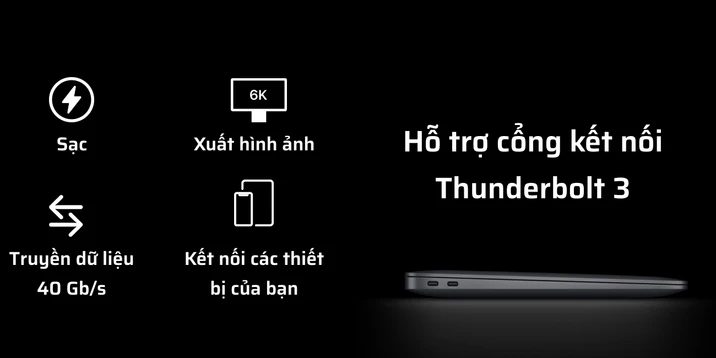 Sạc
6K
Xuất hình ảnh
Truyền dữ liệu
40 Gb/s
Kết nối các thiết
bị của bạn
Hỗ trợ cổng kết nối
Thunderbolt 3